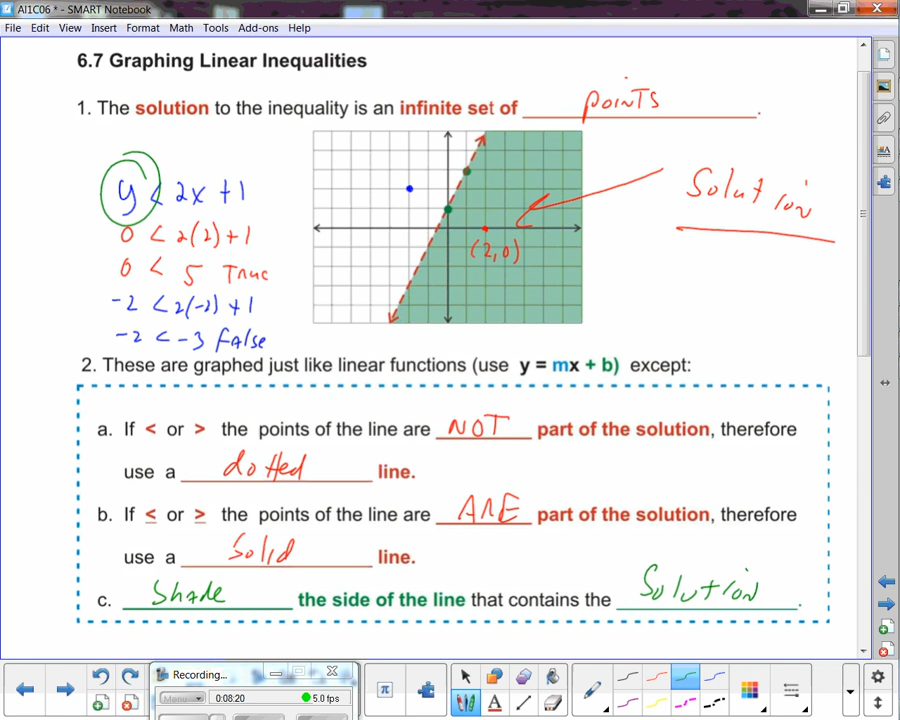 AI1C06 * - SMART Notebook
File Edit View Insert Format Math Tools Add-ons Help
6.7 Graphing Linear Inequalities
1. The solution to the inequality is an infinite set of points.
y < 2x + 1
0 < 2(2) + 1
0 < 5 True
-2 < 2(-2) + 1
-2 < -3 False
(2,0)
Solution
2. These are graphed just like linear functions (use y = mx + b) except:
a. If < or > the points of the line are NOT part of the solution, therefore
use a dotted line.
b. If ≤ or ≥ the points of the line are ARE part of the solution, therefore
use a solid line.
c. Shade the side of the line that contains the Solution.
Recording...
Menu
0:08:20 5.0 fps
π
A